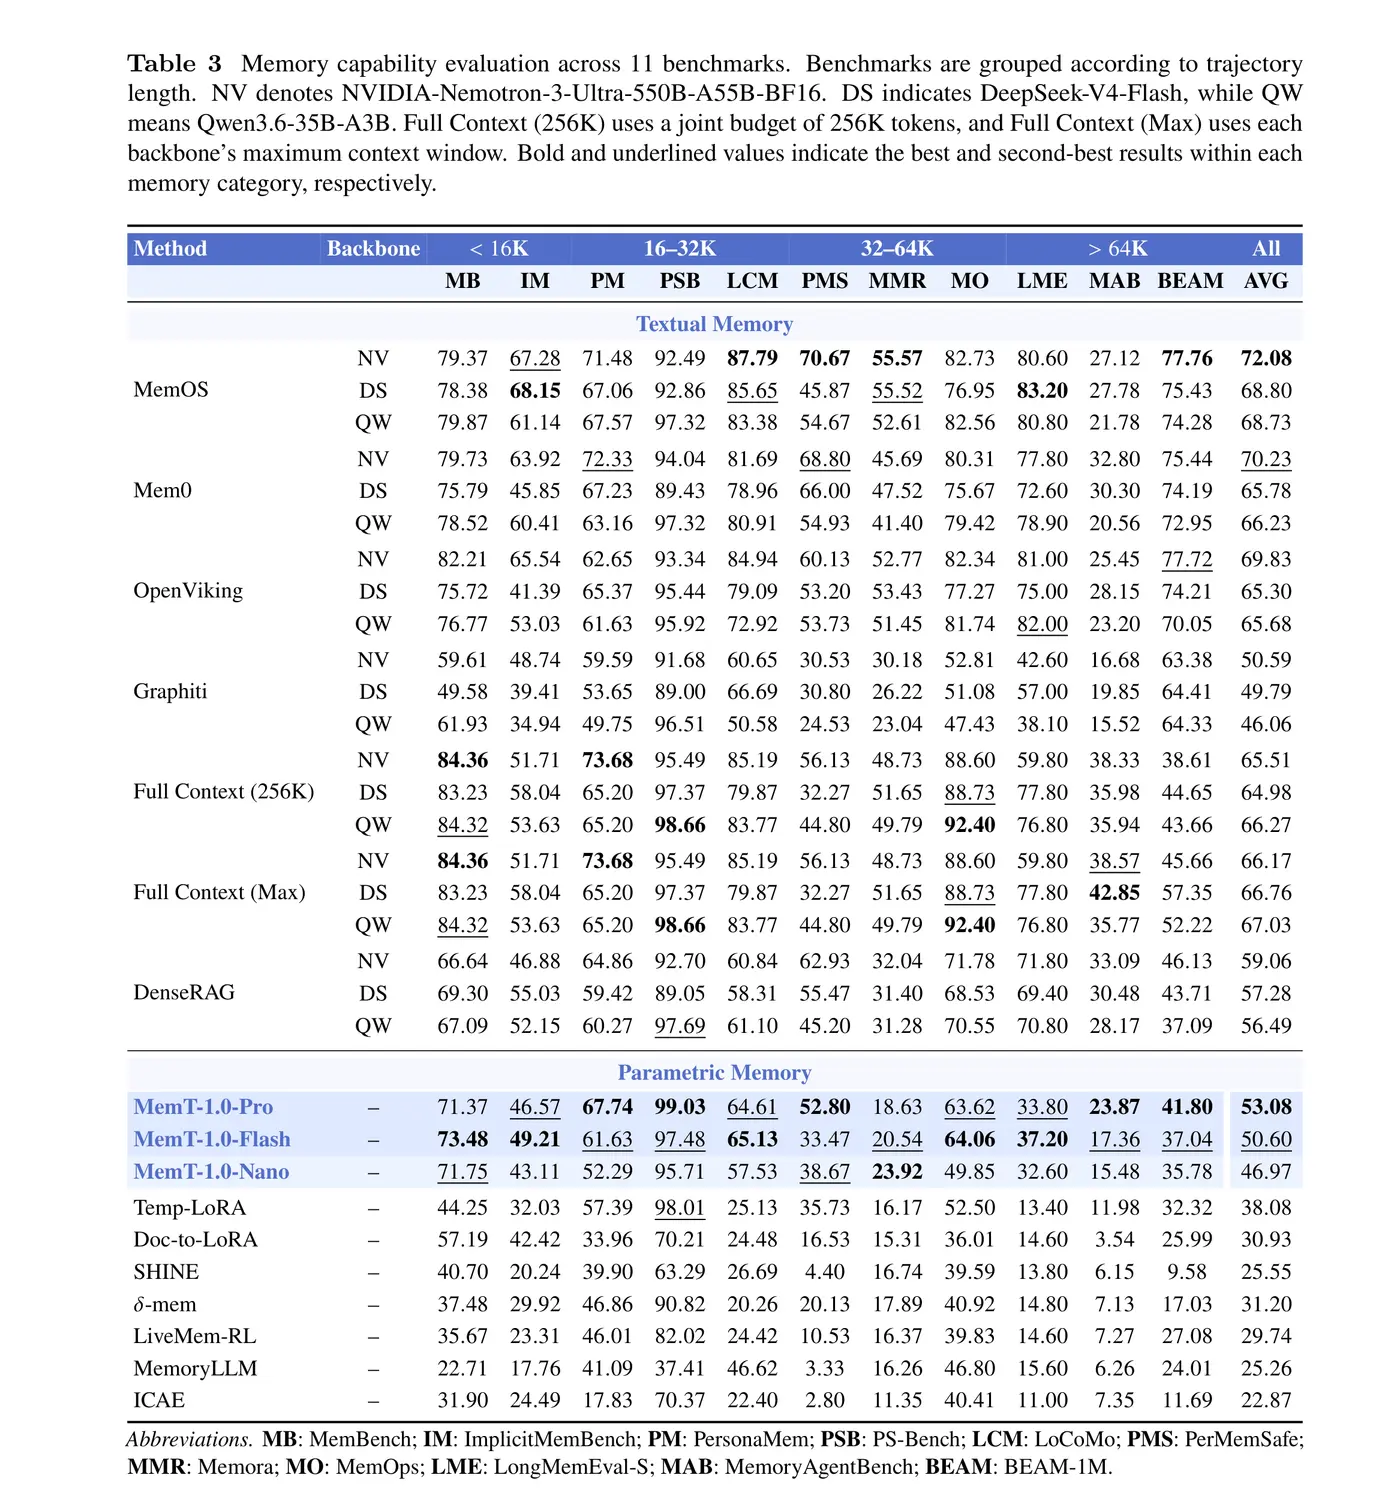 Table 3 Memory capability evaluation across 11 benchmarks. Benchmarks are grouped according to trajectory
length. NV denotes NVIDIA-Nemotron-3-Ultra-550B-A55B-BF16. DS indicates DeepSeek-V4-Flash, while QW
means Qwen3.6-35B-A3B. Full Context (256K) uses a joint budget of 256K tokens, and Full Context (Max) uses each
backbone's maximum context window. Bold and underlined values indicate the best and second-best results within each
memory category, respectively.
Method Backbone < 16K 16–32K 32–64K > 64K All
MB IM PM PSB LCM PMS MMR MO LME MAB BEAM AVG
Textual Memory
NV 79.37 67.28 71.48 92.49 87.79 70.67 55.57 82.73 80.60 27.12 77.76 72.08
MemOS DS 78.38 68.15 67.06 92.86 85.65 45.87 55.52 76.95 83.20 27.78 75.43 68.80
QW 79.87 61.14 67.57 97.32 83.38 54.67 52.61 82.56 80.80 21.78 74.28 68.73
NV 79.73 63.92 72.33 94.04 81.69 68.80 45.69 80.31 77.80 32.80 75.44 70.23
Mem0 DS 75.79 45.85 67.23 89.43 78.96 66.00 47.52 75.67 72.60 30.30 74.19 65.78
QW 78.52 60.41 63.16 97.32 80.91 54.93 41.40 79.42 78.90 20.56 72.95 66.23
NV 82.21 65.54 62.65 93.34 84.94 60.13 52.77 82.34 81.00 25.45 77.72 69.83
OpenViking DS 75.72 41.39 65.37 95.44 79.09 53.20 53.43 77.27 75.00 28.15 74.21 65.30
QW 76.77 53.03 61.63 95.92 72.92 53.73 51.45 81.74 82.00 23.20 70.05 65.68
NV 59.61 48.74 59.59 91.68 60.65 30.53 30.18 52.81 42.60 16.68 63.38 50.59
Graphiti DS 49.58 39.41 53.65 89.00 66.69 30.80 26.22 51.08 57.00 19.85 64.41 49.79
QW 61.93 34.94 49.75 96.51 50.58 24.53 23.04 47.43 38.10 15.52 64.33 46.06
NV 84.36 51.71 73.68 95.49 85.19 56.13 48.73 88.60 59.80 38.33 38.61 65.51
Full Context (256K) DS 83.23 58.04 65.20 97.37 79.87 32.27 51.65 88.73 77.80 35.98 44.65 64.98
QW 84.32 53.63 65.20 98.66 83.77 44.80 49.79 92.40 76.80 35.94 43.66 66.27
NV 84.36 51.71 73.68 95.49 85.19 56.13 48.73 88.60 59.80 38.57 45.66 66.17
Full Context (Max) DS 83.23 58.04 65.20 97.37 79.87 32.27 51.65 88.73 77.80 42.85 57.35 66.76
QW 84.32 53.63 65.20 98.66 83.77 44.80 49.79 92.40 76.80 35.77 52.22 67.03
NV 66.64 46.88 64.86 92.70 60.84 62.93 32.04 71.78 71.80 33.09 46.13 59.06
DenseRAG DS 69.30 55.03 59.42 89.05 58.31 55.47 31.40 68.53 69.40 30.48 43.71 57.28
QW 67.09 52.15 60.27 97.69 61.10 45.20 31.28 70.55 70.80 28.17 37.09 56.49
Parametric Memory
MemT-1.0-Pro – 71.37 46.57 67.74 99.03 64.61 52.80 18.63 63.62 33.80 23.87 41.80 53.08
MemT-1.0-Flash – 73.48 49.21 61.63 97.48 65.13 33.47 20.54 64.06 37.20 17.36 37.04 50.60
MemT-1.0-Nano – 71.75 43.11 52.29 95.71 57.53 38.67 23.92 49.85 32.60 15.48 35.78 46.97
Temp-LoRA – 44.25 32.03 57.39 98.01 25.13 35.73 16.17 52.50 13.40 11.98 32.32 38.08
Doc-to-LoRA – 57.19 42.42 33.96 70.21 24.48 16.53 15.31 36.01 14.60 3.54 25.99 30.93
SHINE – 40.70 20.24 39.90 63.29 26.69 4.40 16.74 39.59 13.80 6.15 9.58 25.55
δ-mem – 37.48 29.92 46.86 90.82 20.26 20.13 17.89 40.92 14.80 7.13 17.03 31.20
LiveMem-RL – 35.67 23.31 46.01 82.02 24.42 10.53 16.37 39.83 14.60 7.27 27.08 29.74
MemoryLLM – 22.71 17.76 41.09 37.41 46.62 3.33 16.26 46.80 15.60 6.26 24.01 25.26
ICAE – 31.90 24.49 17.83 70.37 22.40 2.80 11.35 40.41 11.00 7.35 11.69 22.87
Abbreviations. MB: MemBench; IM: ImplicitMemBench; PM: PersonaMem; PSB: PS-Bench; LCM: LoCoMo; PMS: PerMemSafe;
MMR: Memora; MO: MemOps; LME: LongMemEval-S; MAB: MemoryAgentBench; BEAM: BEAM-1M.